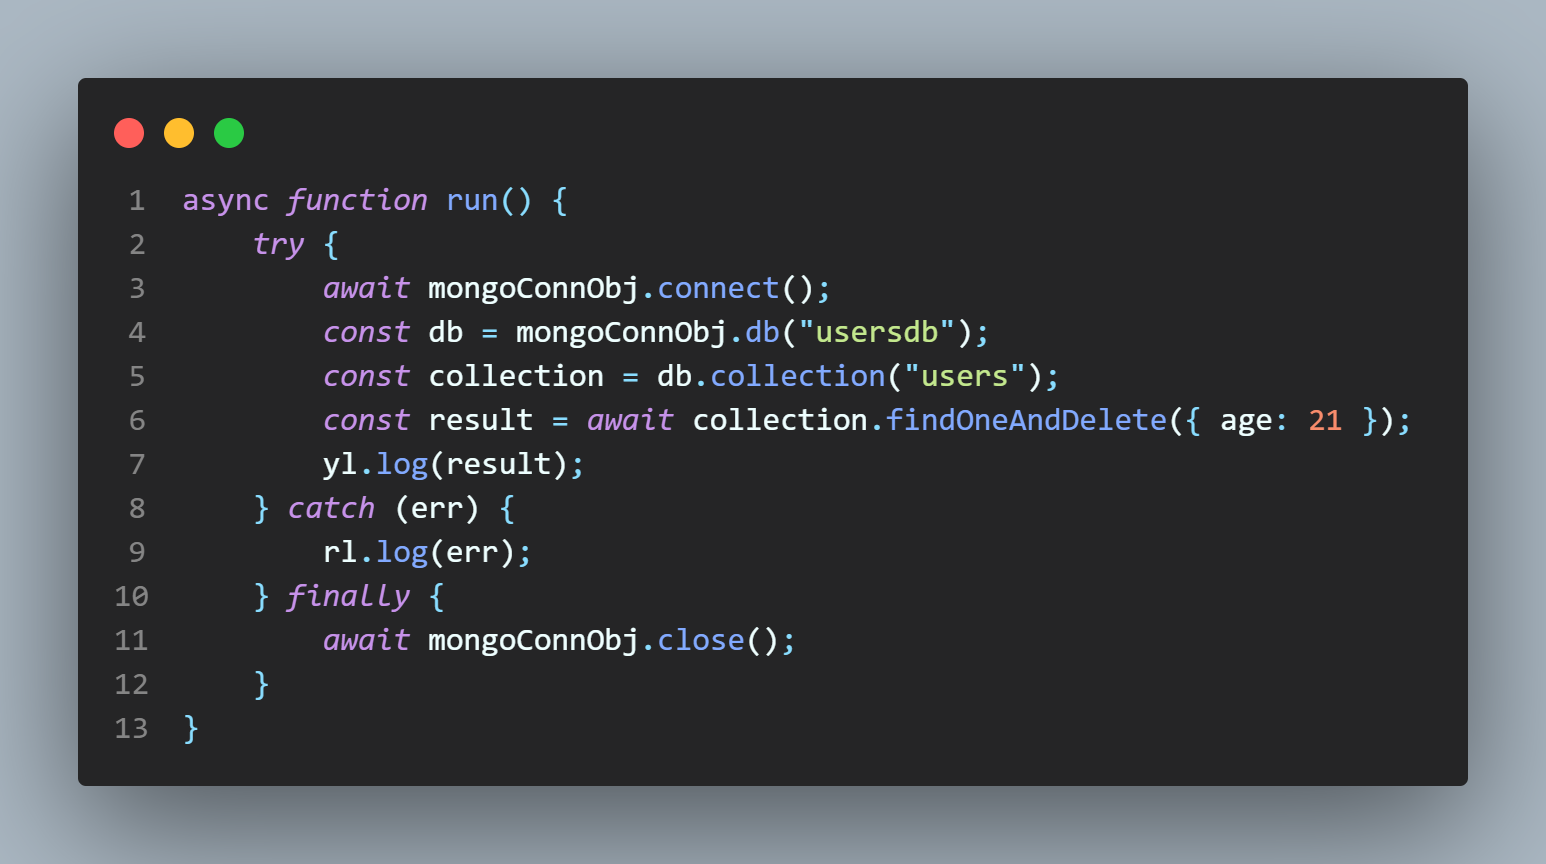 1 async function run() {
2     try {
3         await mongoConnObj.connect();
4         const db = mongoConnObj.db("usersdb");
5         const collection = db.collection("users");
6         const result = await collection.findOneAndDelete({ age: 21 });
7         yl.log(result);
8     } catch (err) {
9         rl.log(err);
10     } finally {
11         await mongoConnObj.close();
12     }
13 }